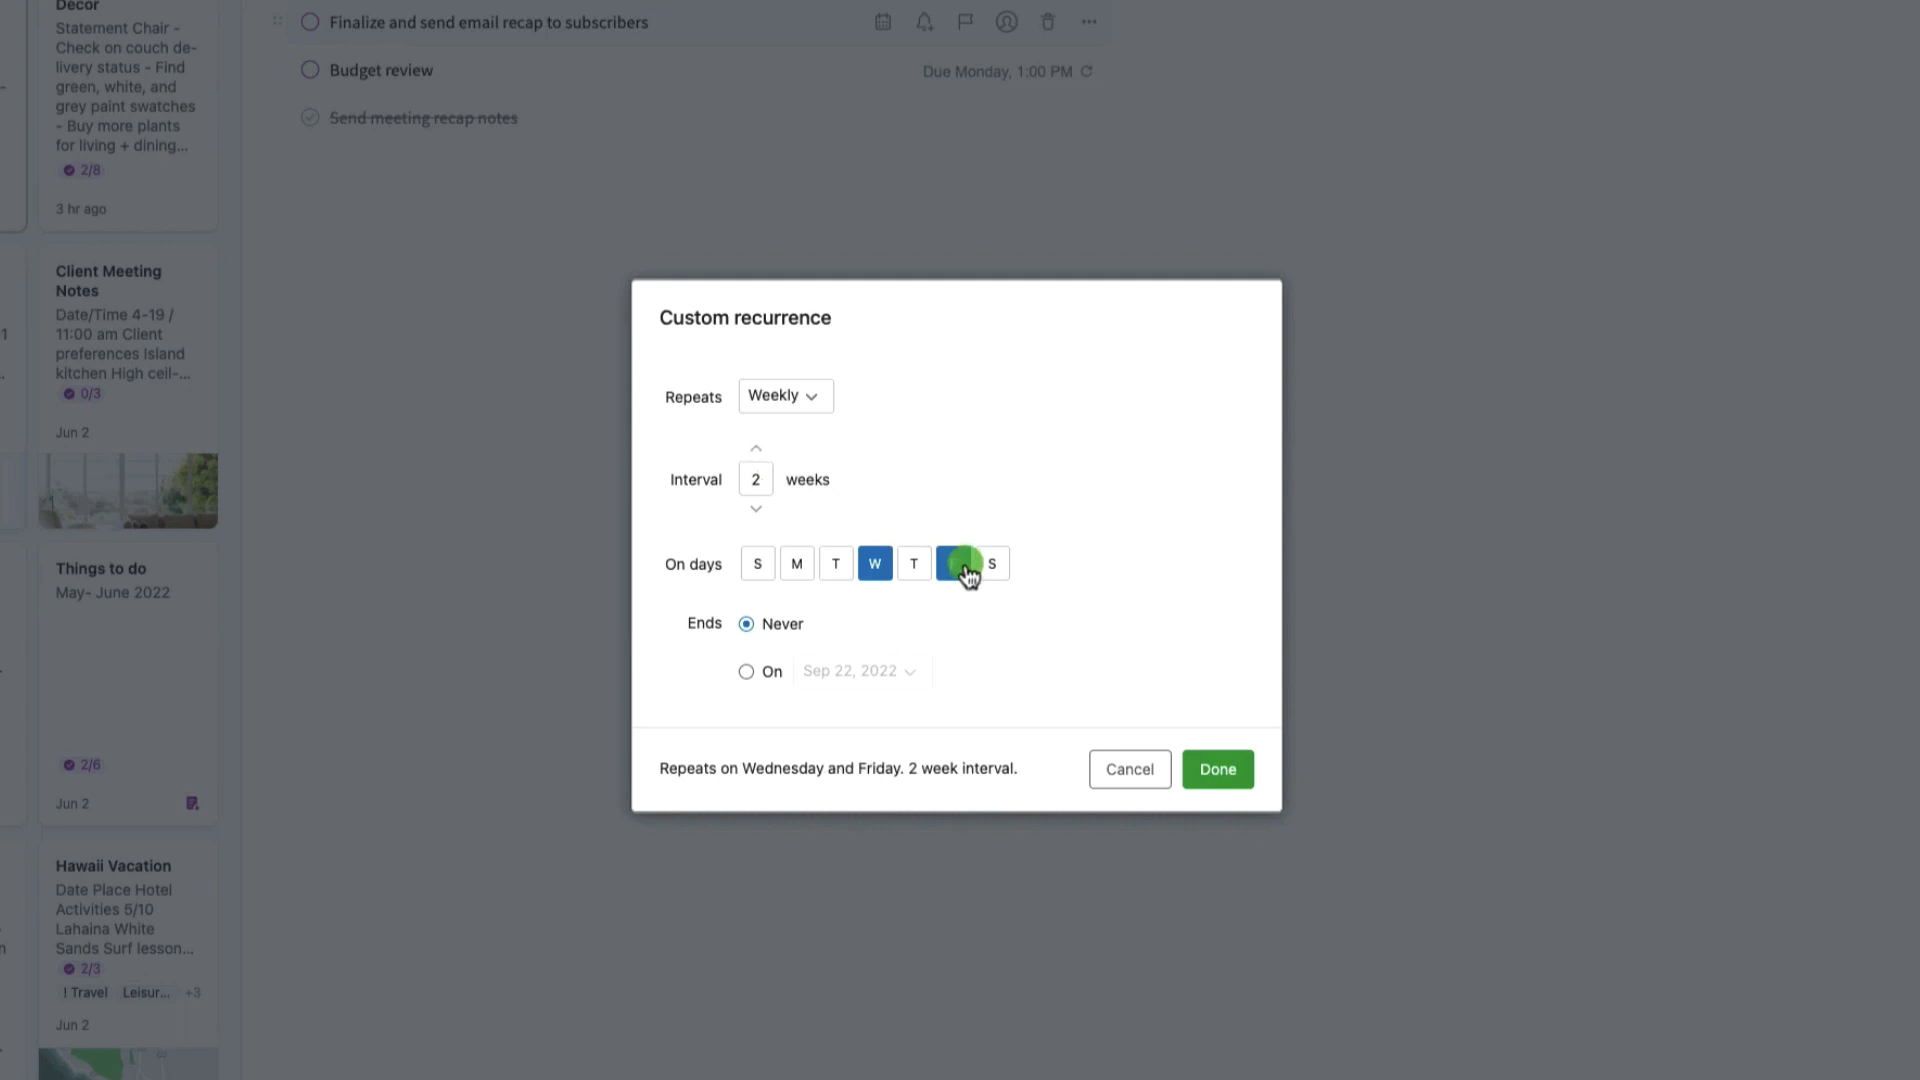 Decor
Statement Chair -
Check on couch de-
livery status - Find
green, white, and
grey paint swatches
- Buy more plants
for living + dining...
2/8
3 hr ago
Client Meeting
Notes
Date/Time 4-19 /
11:00 am Client
preferences Island
kitchen High ceil-...
0/3
Jun 2
Things to do
May- June 2022
2/6
Jun 2
Hawaii Vacation
Date Place Hotel
Activities 5/10
Lahaina White
Sands Surf lesson...
2/3
! Travel Leisur... +3
Jun 2
Finalize and send email recap to subscribers
Budget review
Due Monday, 1:00 PM
Send meeting recap notes
Custom recurrence
Repeats Weekly
Interval 2 weeks
On days S M T W T S
Ends Never
On Sep 22, 2022
Repeats on Wednesday and Friday. 2 week interval.
Cancel Done